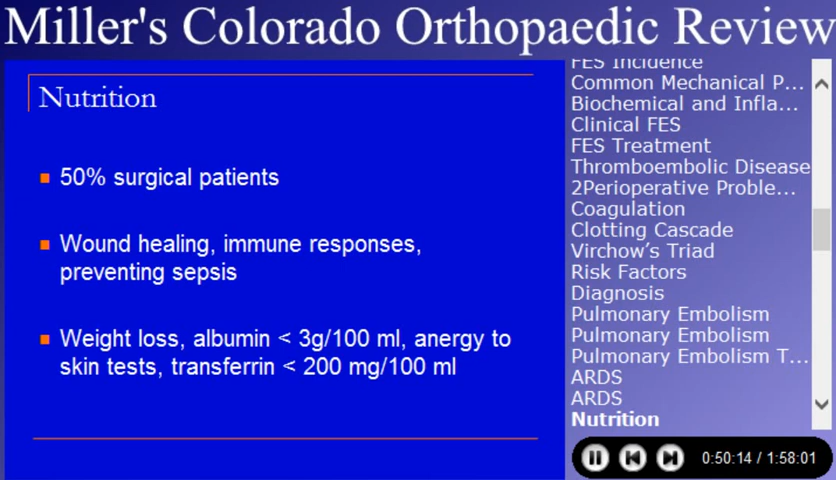 Miller's Colorado Orthopaedic Review
Nutrition
50% surgical patients
Wound healing, immune responses,
preventing sepsis
Weight loss, albumin < 3g/100 ml, anergy to
skin tests, transferrin < 200 mg/100 ml
FES Incidence
Common Mechanical P...
Biochemical and Infla...
Clinical FES
FES Treatment
Thromboembolic Disease
2Perioperative Proble...
Coagulation
Clotting Cascade
Virchow's Triad
Risk Factors
Diagnosis
Pulmonary Embolism
Pulmonary Embolism
Pulmonary Embolism T...
ARDS
ARDS
Nutrition
0:50:14 / 1:58:01